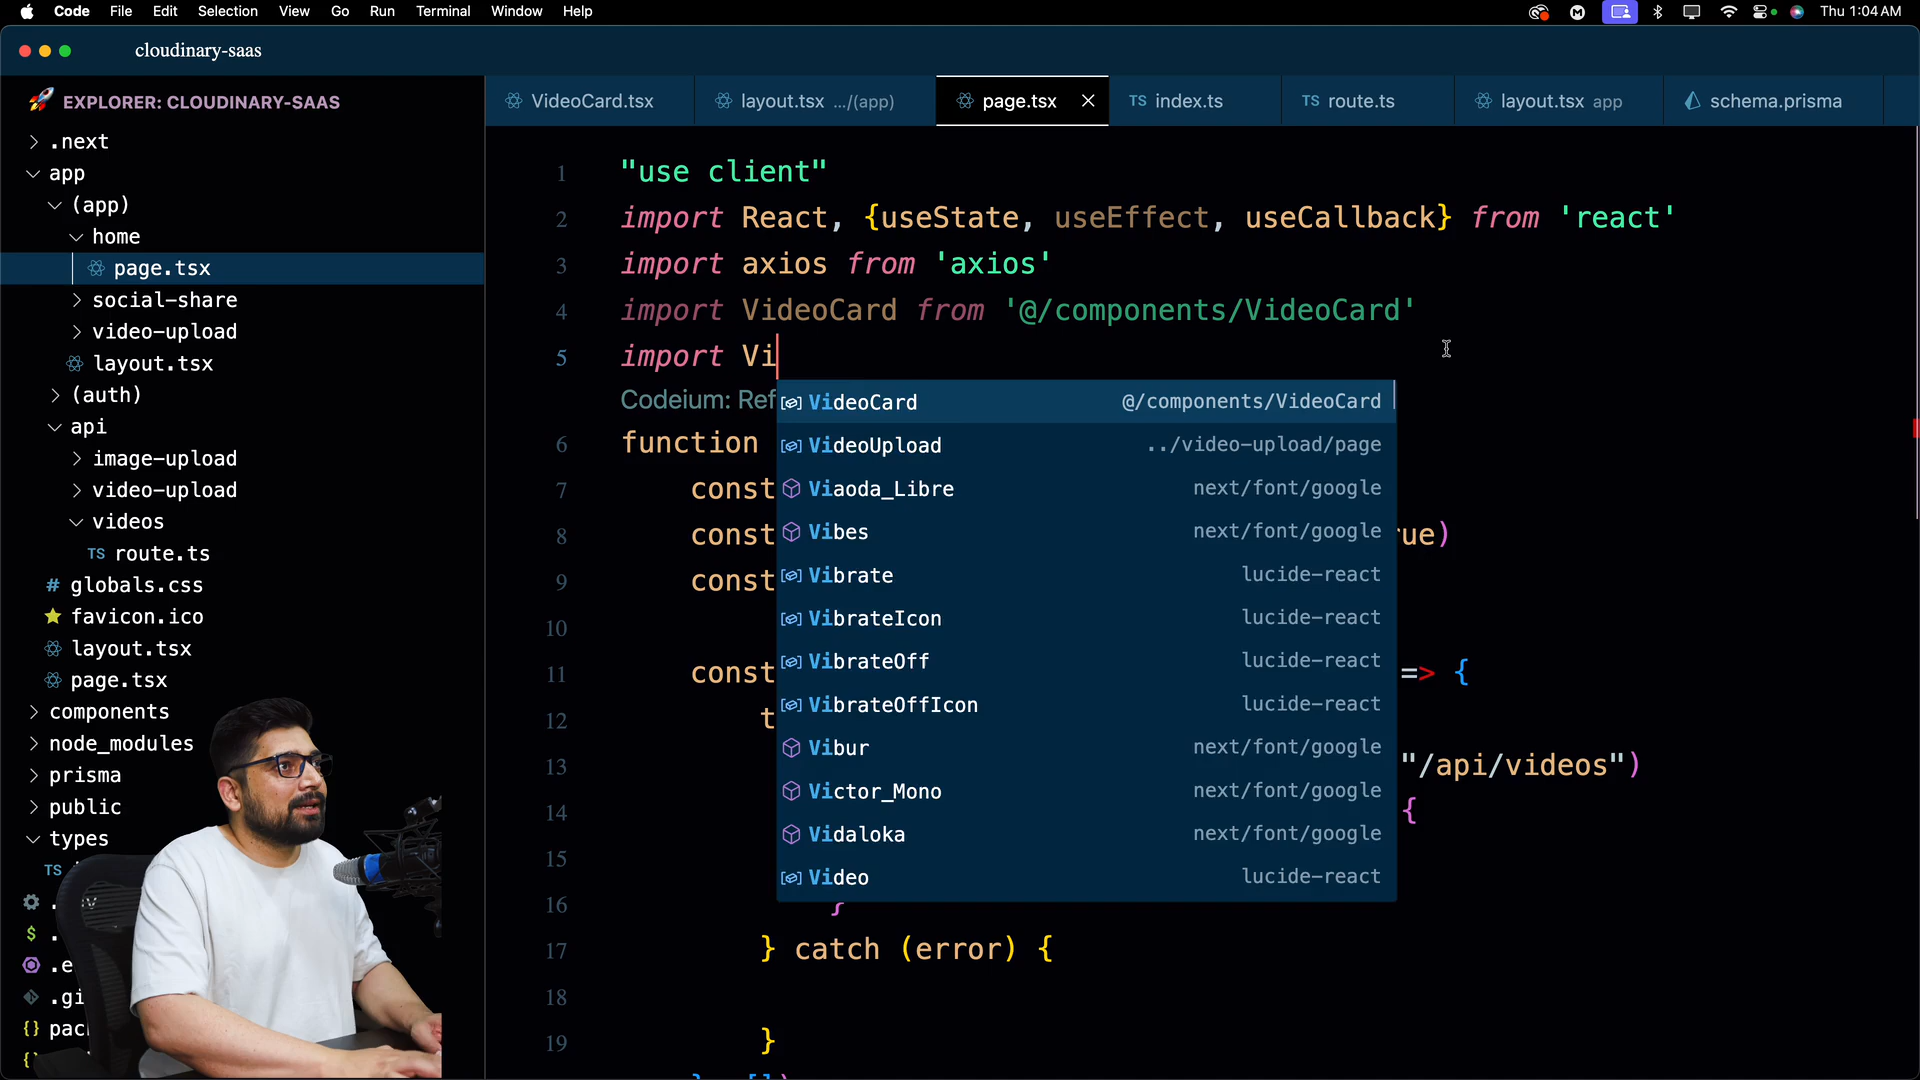 Code File Edit Selection View Go Run Terminal Window Help Thu 1:04 AM
cloudinary-saas
EXPLORER: CLOUDINARY-SAAS
.next
app
(app)
home
page.tsx
social-share
video-upload
layout.tsx
(auth)
api
image-upload
video-upload
videos
TS route.ts
# globals.css
favicon.ico
layout.tsx
page.tsx
components
node_modules
prisma
public
types
TS
$ .
.e
.gi
{}
{}
VideoCard.tsx layout.tsx .../(app) page.tsx TS index.ts TS route.ts layout.tsx app schema.prisma
1 "use client"
2 import React, {useState, useEffect, useCallback} from 'react'
3 import axios from 'axios'
4 import VideoCard from '@/components/VideoCard'
5 import Vi
Codeium: Ref
VideoCard @/components/VideoCard
VideoUpload ../video-upload/page
Viaoda_Libre next/font/google
Vibes next/font/google
Vibrate lucide-react
VibrateIcon lucide-react
VibrateOff lucide-react
VibrateOffIcon lucide-react
Vibur next/font/google
Victor_Mono next/font/google
Vidaloka next/font/google
Video lucide-react
6 function
7 const
8 const ue)
9 const
10
11 const => {
12 t
13 "/api/videos")
14 {
15
16 }
17 } catch (error) {
18
19 }